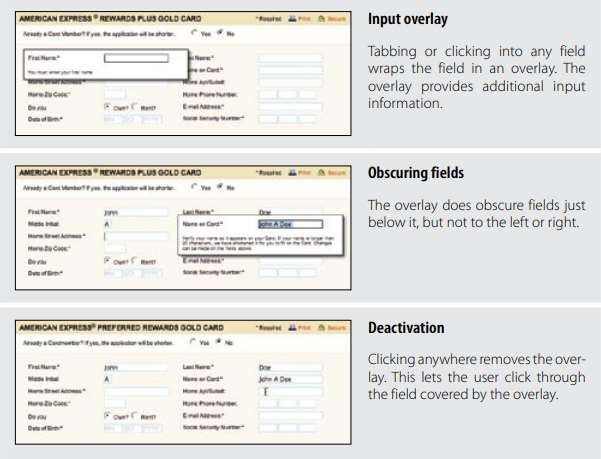 AMERICAN EXPRESS ® REWARDS PLUS GOLD CARD
*Required Print Secure
Already a Card Member? If yes, the application will be shorter. Yes No
First Name:*
You must enter your first name
Last Name:*
Name on Card:*
Home Street Address:* Home Apt/Suite#:
Home Zip Code:* Home Phone Number:
Do you Own? Rent? E-mail Address:*
Date of Birth:* Social Security Number:*
Input overlay
Tabbing or clicking into any field
wraps the field in an overlay. The
overlay provides additional input
information.
AMERICAN EXPRESS ® REWARDS PLUS GOLD CARD
*Required Print Secure
Already a Card Member? If yes, the application will be shorter. Yes No
First Name:* John Last Name:* Doe
Middle Initial: A Name on Card:* John A Doe
Home Street Address:*
Verify your name as it appears on your Card. If your name is larger than
20 characters, we have shortened it for you to fit on the Card. Changes
can be made on the fields above.
Home Zip Code:*
Do you Own? Rent? E-mail Address:*
Date of Birth:* Social Security Number:*
Obscuring fields
The overlay does obscure fields just
below it, but not to the left or right.
AMERICAN EXPRESS® PREFERRED REWARDS GOLD CARD
*Required Print Secure
Already a Cardmember? If yes, the application will be shorter. Yes No
First Name:* John Last Name:* Doe
Middle Initial: A Name on Card:* John A Doe
Home Street Address:* Home Apt/Suite#:
Home Zip Code:* Home Phone Number:
Do you Own? Rent? E-mail Address:*
Date of Birth:* Social Security Number:*
Deactivation
Clicking anywhere removes the over-
lay. This lets the user click through
the field covered by the overlay.